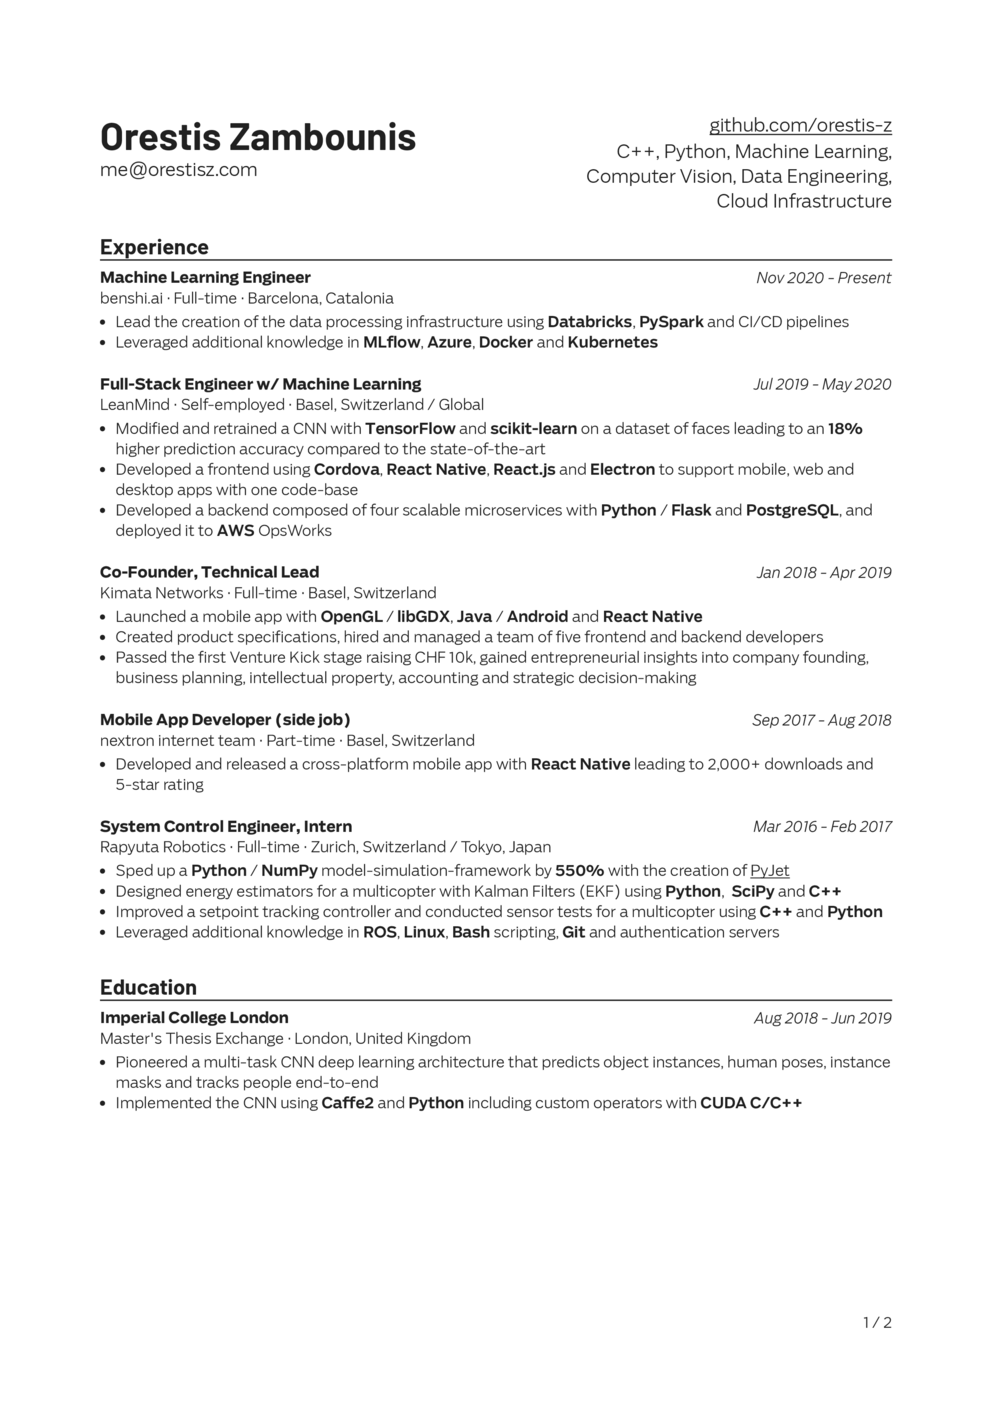 Orestis Zambounis
me@orestisz.com
github.com/orestis-z
C++, Python, Machine Learning,
Computer Vision, Data Engineering,
Cloud Infrastructure
Experience
Machine Learning Engineer Nov 2020 - Present
benshi.ai · Full-time · Barcelona, Catalonia
• Lead the creation of the data processing infrastructure using Databricks, PySpark and CI/CD pipelines
• Leveraged additional knowledge in MLflow, Azure, Docker and Kubernetes
Full-Stack Engineer w/ Machine Learning Jul 2019 - May 2020
LeanMind · Self-employed · Basel, Switzerland / Global
• Modified and retrained a CNN with TensorFlow and scikit-learn on a dataset of faces leading to an 18%
higher prediction accuracy compared to the state-of-the-art
• Developed a frontend using Cordova, React Native, React.js and Electron to support mobile, web and
desktop apps with one code-base
• Developed a backend composed of four scalable microservices with Python / Flask and PostgreSQL, and
deployed it to AWS OpsWorks
Co-Founder, Technical Lead Jan 2018 - Apr 2019
Kimata Networks · Full-time · Basel, Switzerland
• Launched a mobile app with OpenGL / libGDX, Java / Android and React Native
• Created product specifications, hired and managed a team of five frontend and backend developers
• Passed the first Venture Kick stage raising CHF 10k, gained entrepreneurial insights into company founding,
business planning, intellectual property, accounting and strategic decision-making
Mobile App Developer (side job) Sep 2017 - Aug 2018
nextron internet team · Part-time · Basel, Switzerland
• Developed and released a cross-platform mobile app with React Native leading to 2,000+ downloads and
5-star rating
System Control Engineer, Intern Mar 2016 - Feb 2017
Rapyuta Robotics · Full-time · Zurich, Switzerland / Tokyo, Japan
• Sped up a Python / NumPy model-simulation-framework by 550% with the creation of PyJet
• Designed energy estimators for a multicopter with Kalman Filters (EKF) using Python, SciPy and C++
• Improved a setpoint tracking controller and conducted sensor tests for a multicopter using C++ and Python
• Leveraged additional knowledge in ROS, Linux, Bash scripting, Git and authentication servers
Education
Imperial College London Aug 2018 - Jun 2019
Master's Thesis Exchange · London, United Kingdom
• Pioneered a multi-task CNN deep learning architecture that predicts object instances, human poses, instance
masks and tracks people end-to-end
• Implemented the CNN using Caffe2 and Python including custom operators with CUDA C/C++
1 / 2